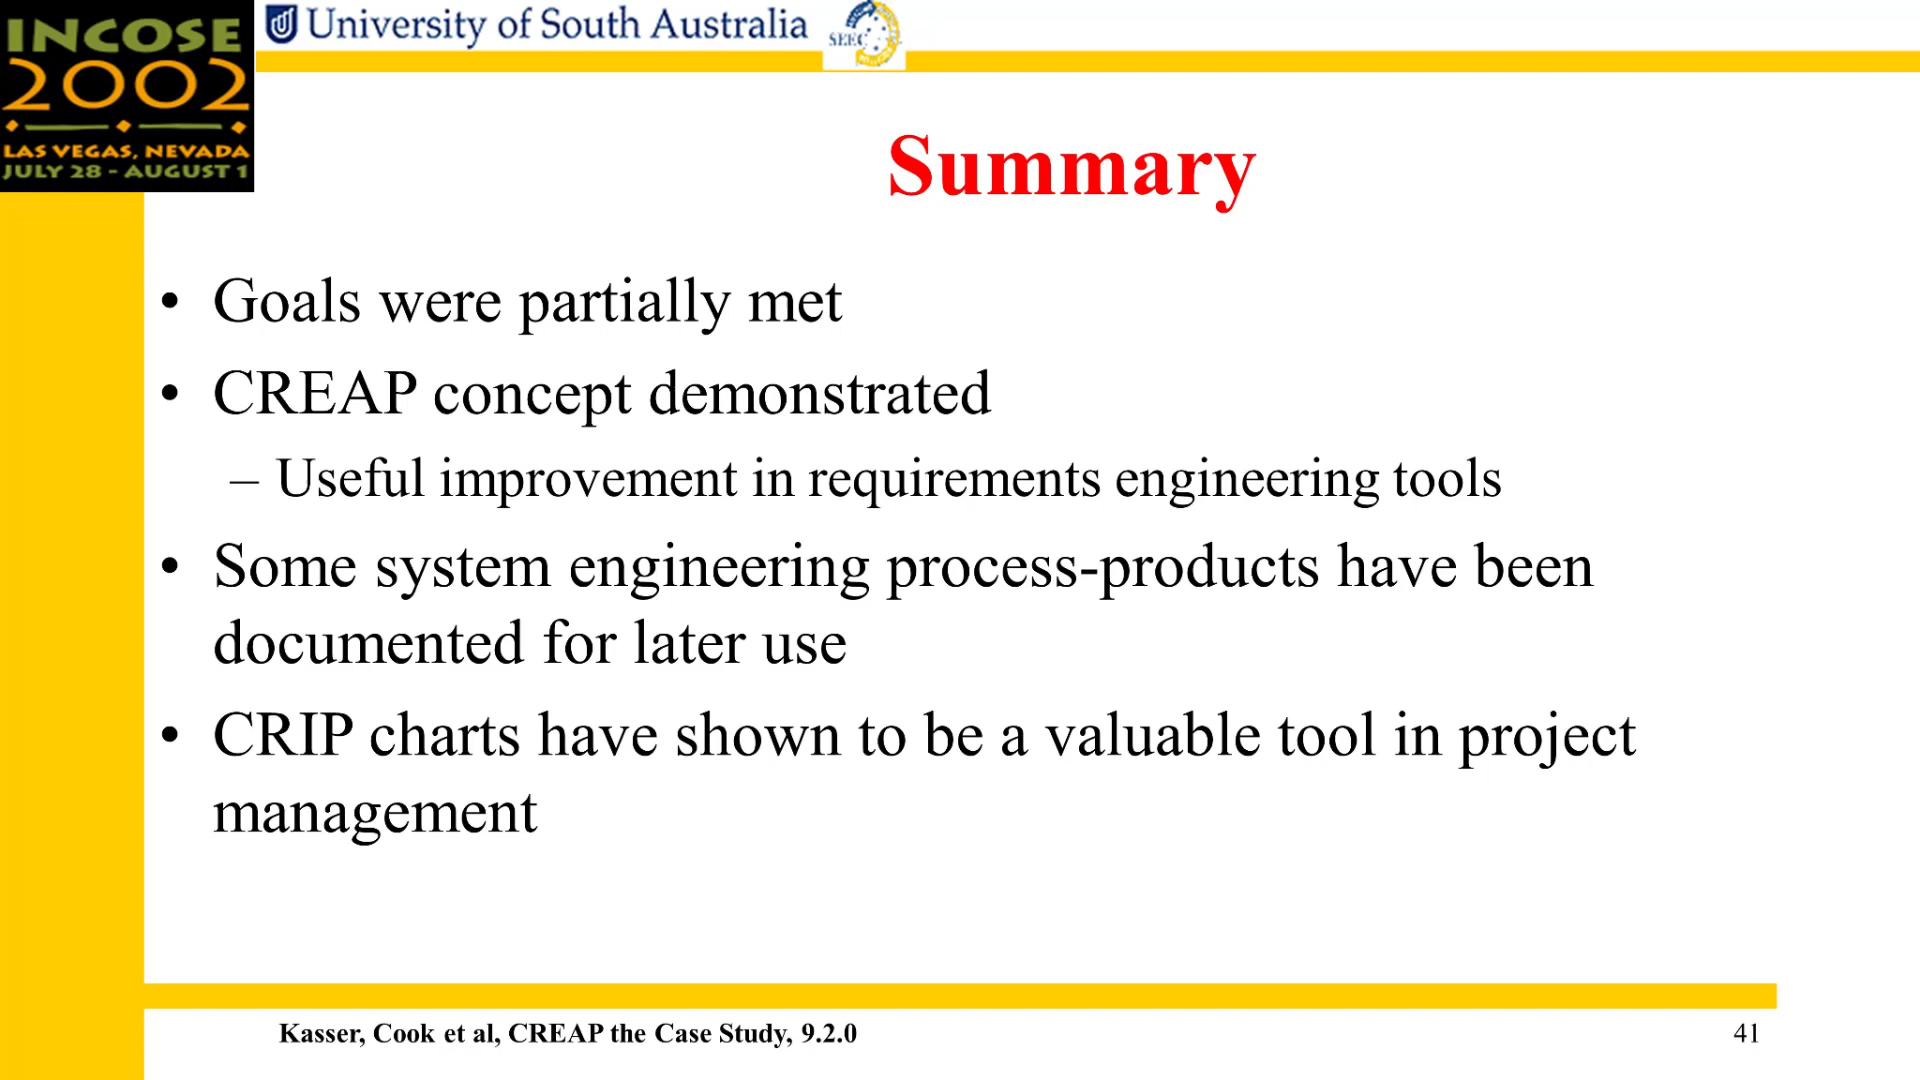 INCOSE
2002
LAS VEGAS, NEVADA
JULY 28 - AUGUST 1
University of South Australia
SEEC
Summary
• Goals were partially met
• CREAP concept demonstrated
– Useful improvement in requirements engineering tools
• Some system engineering process-products have been
documented for later use
• CRIP charts have shown to be a valuable tool in project
management
Kasser, Cook et al, CREAP the Case Study, 9.2.0
41